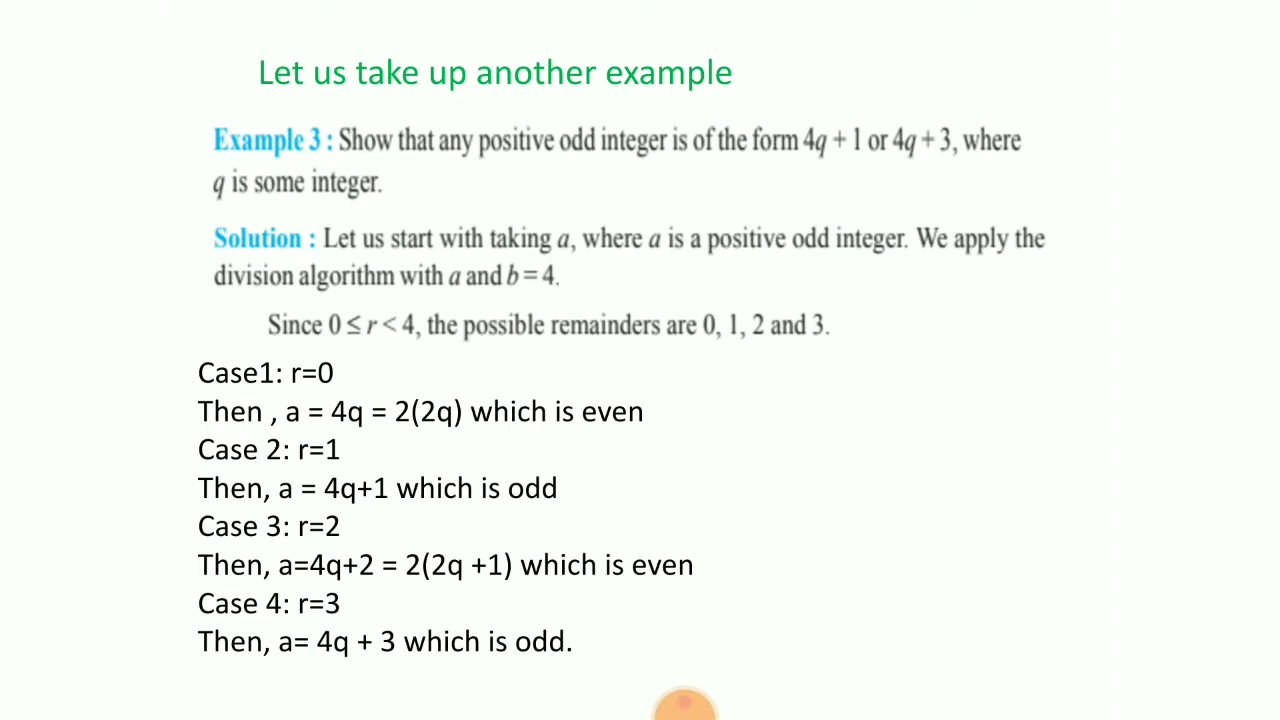 Let us take up another example
Example 3 : Show that any positive odd integer is of the form 4q + 1 or 4q + 3, where
q is some integer.
Solution : Let us start with taking a, where a is a positive odd integer. We apply the
division algorithm with a and b = 4.
Since 0 ≤ r < 4, the possible remainders are 0, 1, 2 and 3.
Case1: r=0
Then , a = 4q = 2(2q) which is even
Case 2: r=1
Then, a = 4q+1 which is odd
Case 3: r=2
Then, a=4q+2 = 2(2q +1) which is even
Case 4: r=3
Then, a= 4q + 3 which is odd.